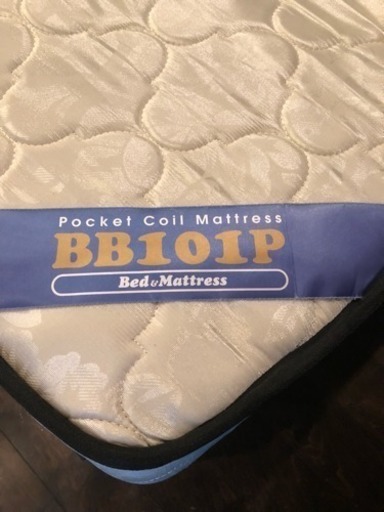 Pocket Coil Mattress
BB101P
Bed&Mattress